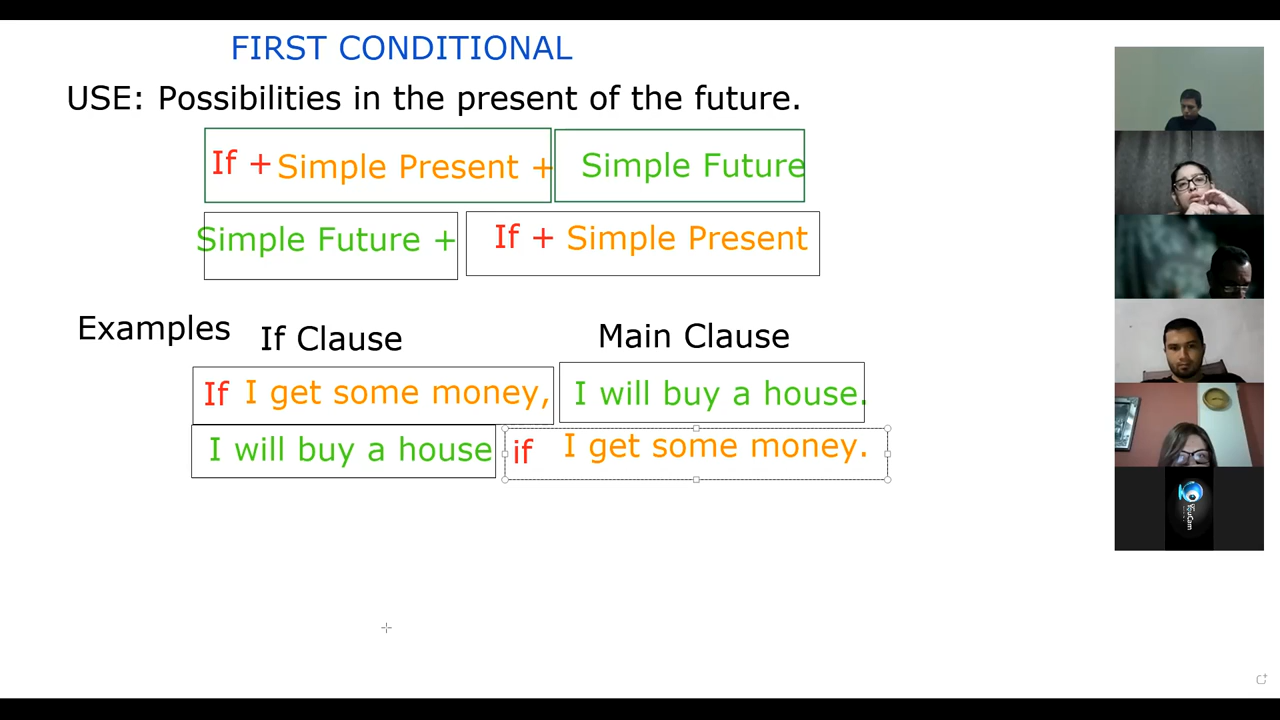 FIRST CONDITIONAL
USE: Possibilities in the present of the future.
If + Simple Present + Simple Future
Simple Future + If + Simple Present
Examples If Clause Main Clause
If I get some money, I will buy a house.
I will buy a house if I get some money.
YouCam